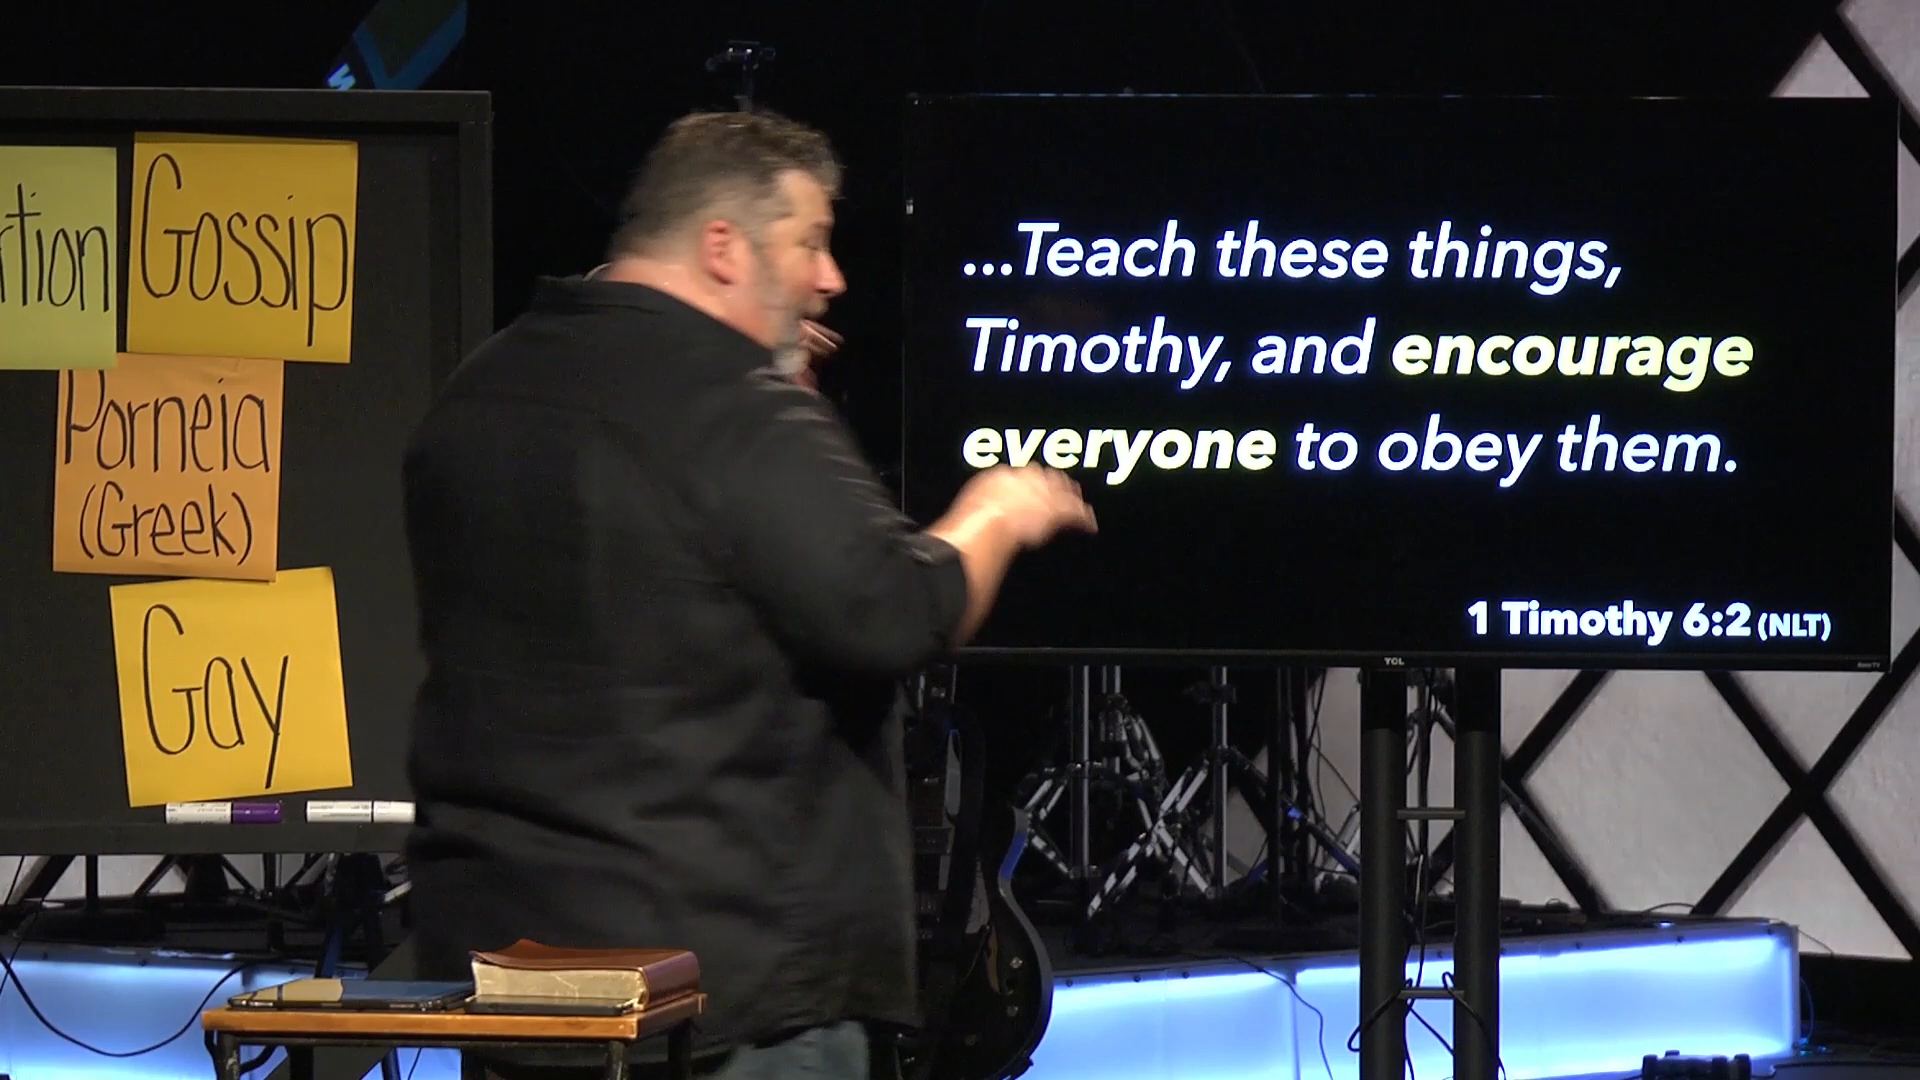 Gossip
Porneia
(Greek)
Gay
...Teach these things,
Timothy, and encourage
everyone to obey them.
1 Timothy 6:2 (NLT)
TCL